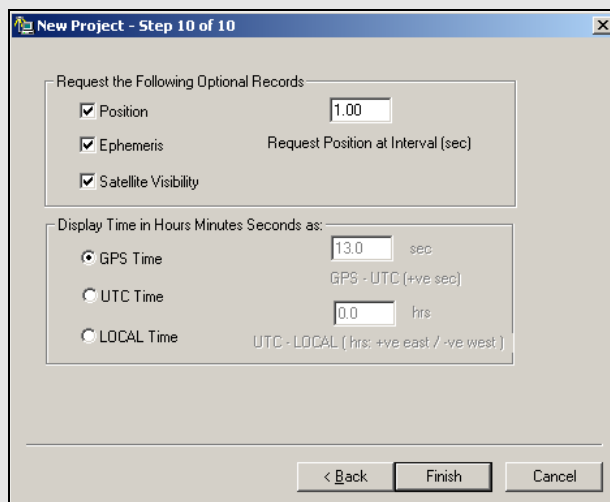 New Project - Step 10 of 10
Request the Following Optional Records
Position
1.00
Ephemeris
Request Position at Interval (sec)
Satellite Visibility
Display Time in Hours Minutes Seconds as:
GPS Time
13.0 sec
GPS - UTC (+ve sec)
UTC Time
0.0 hrs
LOCAL Time
UTC - LOCAL ( hrs: +ve east / -ve west )
< Back
Finish
Cancel